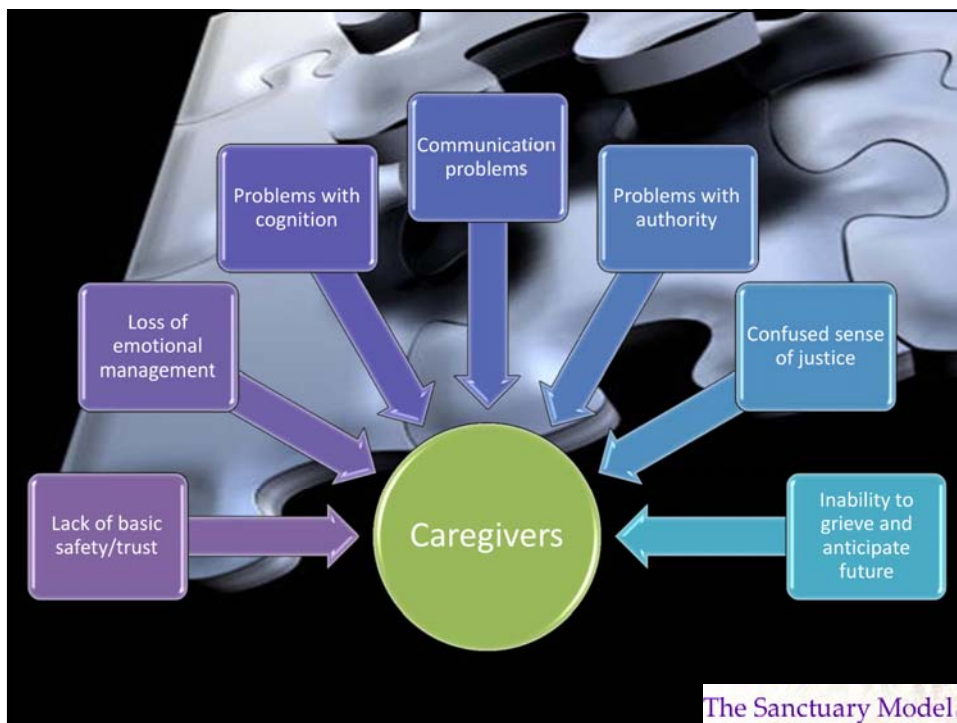 Communication
problems
Problems with
cognition
Problems with
authority
Loss of
emotional
management
Confused sense
of justice
Lack of basic
safety/trust
Caregivers
Inability to
grieve and
anticipate
future
The Sanctuary Model